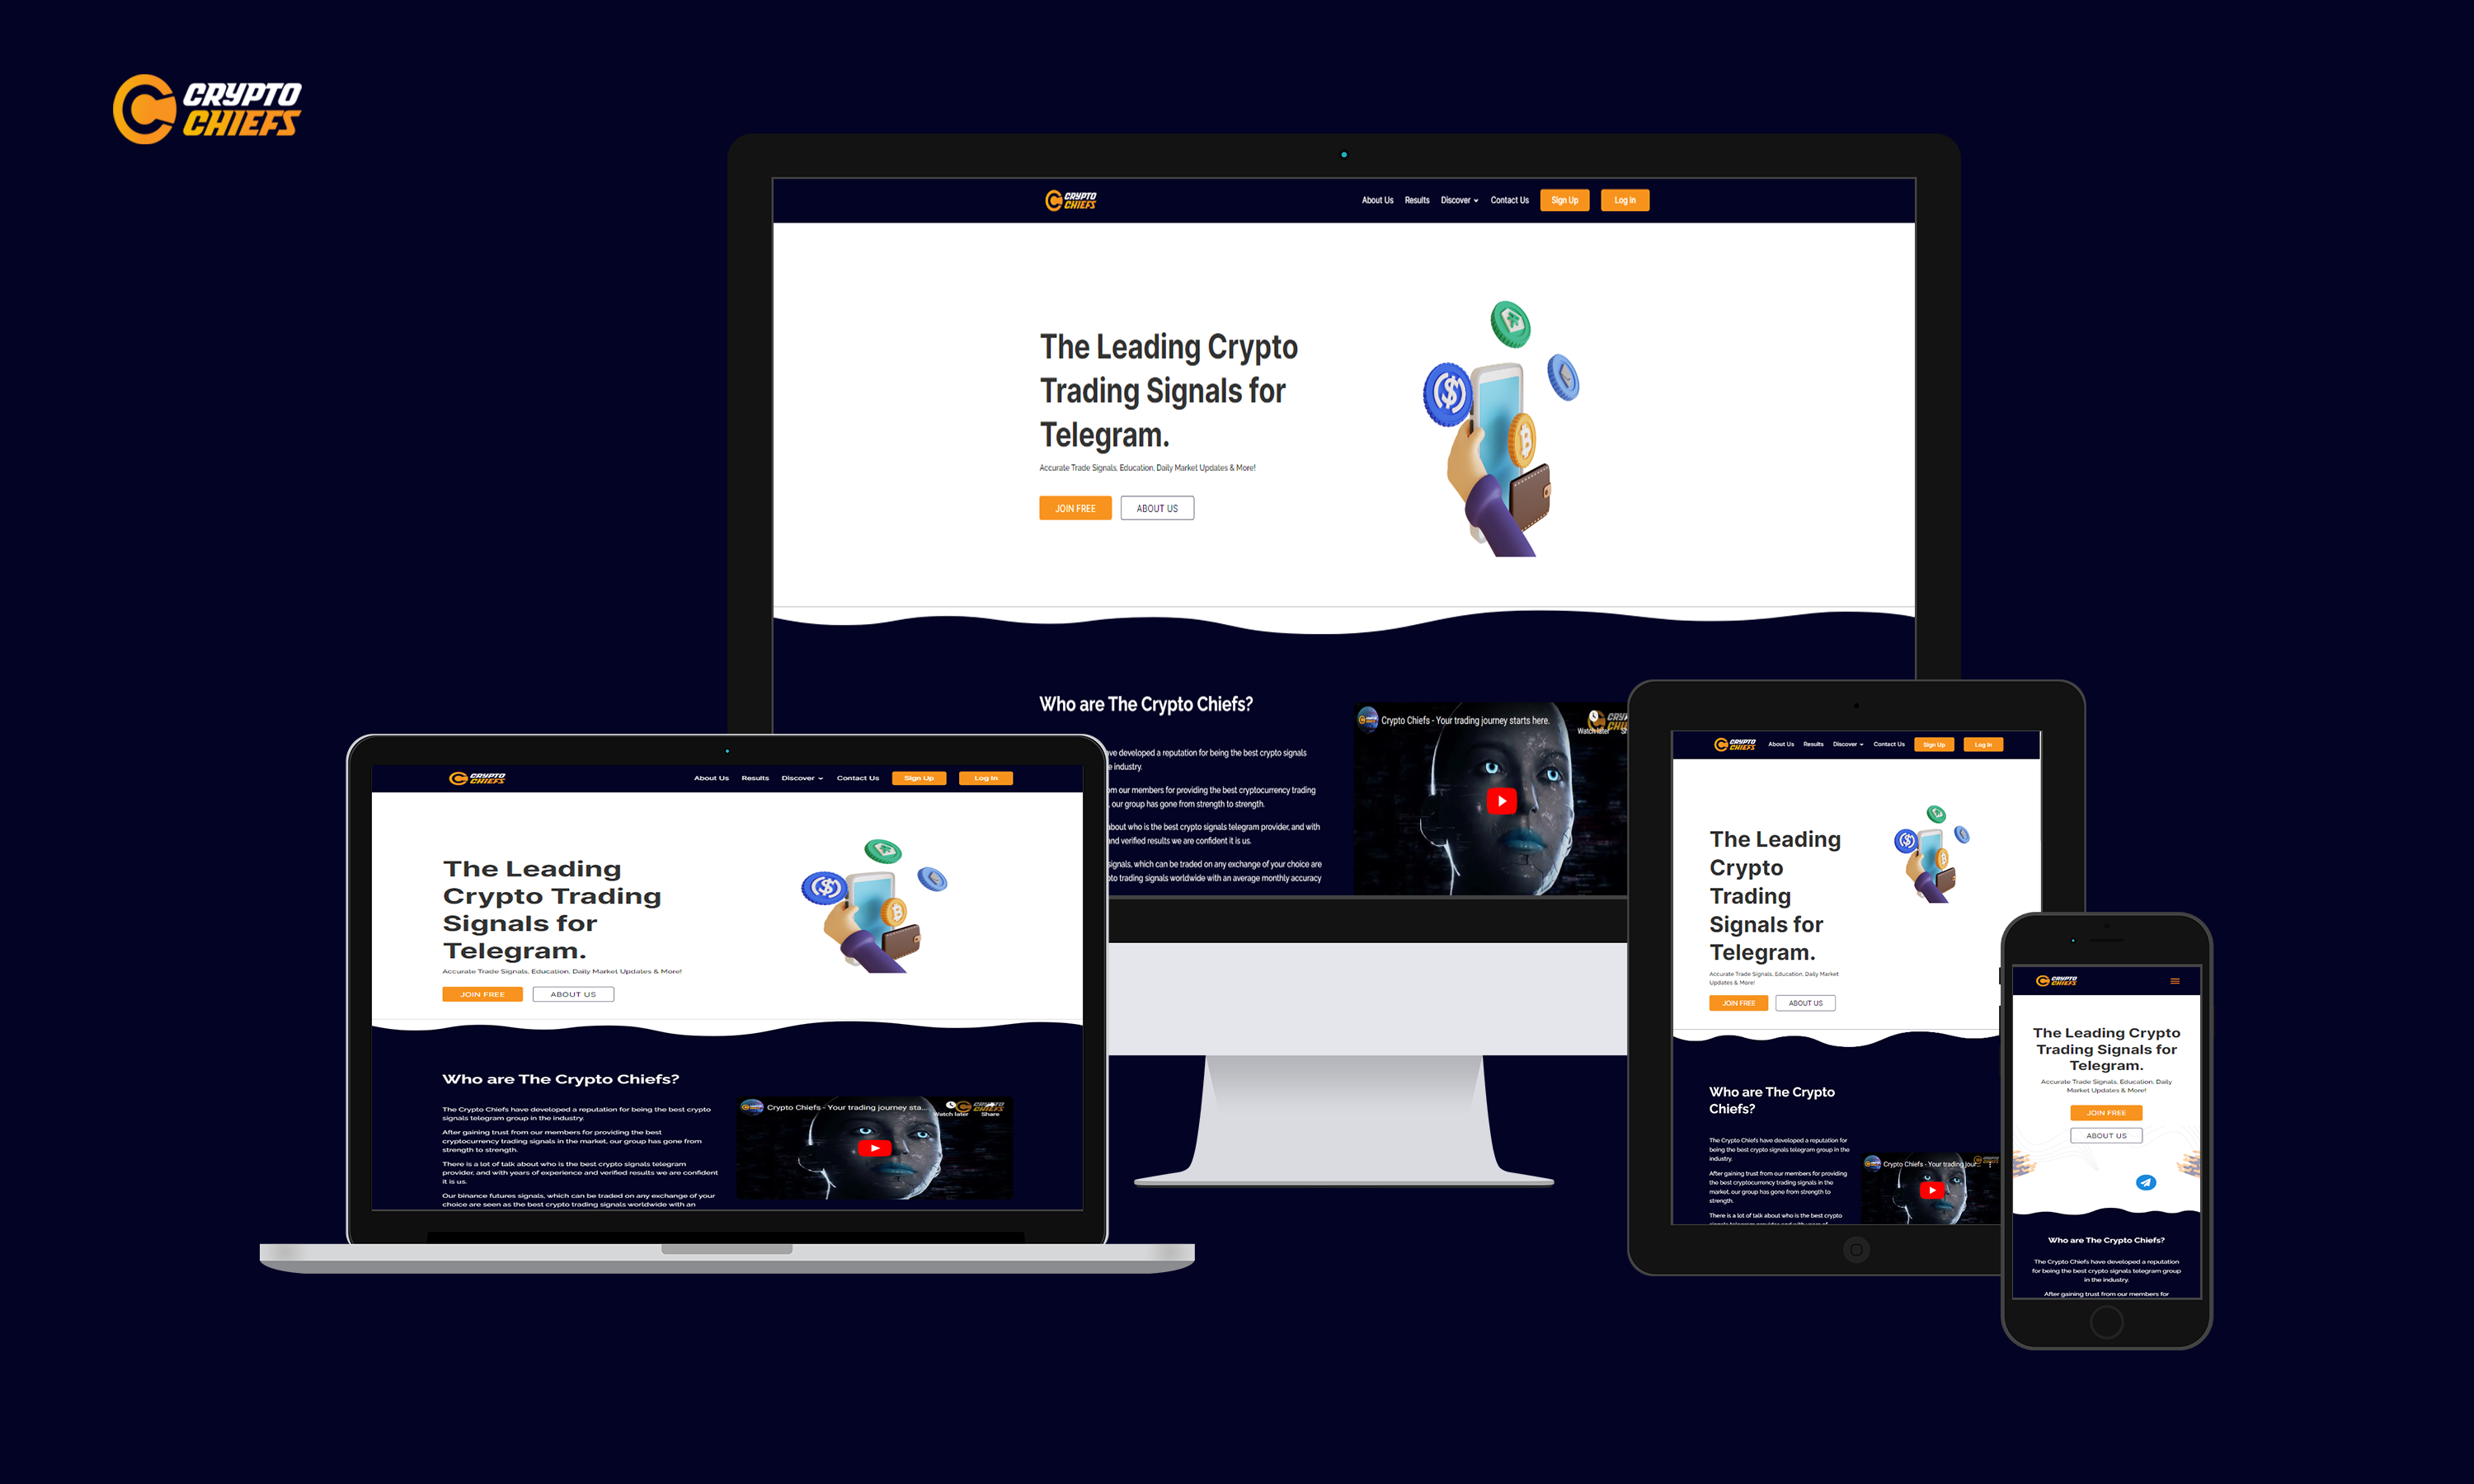 CRYPTO
CHIEFS
CRYPTO
CHIEFS
About Us Results Discover Contact Us Sign Up Log In
The Leading Crypto
Trading Signals for
Telegram.
Accurate Trade Signals, Education, Daily Market Updates & More!
JOIN FREE ABOUT US
Who are The Crypto Chiefs?
have developed a reputation for being the best crypto signals
industry.
from our members for providing the best cryptocurrency trading
, our group has gone from strength to strength.
about who is the best crypto signals telegram provider, and with
and verified results we are confident it is us.
signals, which can be traded on any exchange of your choice are
trading signals worldwide with an average monthly accuracy
Crypto Chiefs - Your trading journey starts here.
Watch later
CRYPTO
CHIEFS
About Us Results Discover Contact Us Sign Up Log In
The Leading
Crypto Trading
Signals for
Telegram.
Accurate Trade Signals, Education, Daily Market Updates & More!
JOIN FREE ABOUT US
Who are The Crypto Chiefs?
The Crypto Chiefs have developed a reputation for being the best crypto
signals telegram group in the industry.
After gaining trust from our members for providing the best
cryptocurrency trading signals in the market, our group has gone from
strength to strength.
There is a lot of talk about who is the best crypto signals telegram
provider, and with years of experience and verified results we are confident
it is us.
Our binance futures signals, which can be traded on any exchange of your
choice are seen as the best crypto trading signals worldwide with an
Crypto Chiefs - Your trading journey sta...
Watch later Share
CRYPTO
CHIEFS
CRYPTO
CHIEFS
About Us Results Discover Contact Us Sign Up Log In
The Leading
Crypto
Trading
Signals for
Telegram.
Accurate Trade Signals, Education, Daily Market
Updates & More!
JOIN FREE ABOUT US
Who are The Crypto
Chiefs?
The Crypto Chiefs have developed a reputation for
being the best crypto signals telegram group in the
industry.
After gaining trust from our members for providing
the best cryptocurrency trading signals in the
market, our group has gone from strength to
strength.
There is a lot of talk about who is the best crypto
Crypto Chiefs - Your trading jour...
CRYPTO
CHIEFS
The Leading Crypto
Trading Signals for
Telegram.
Accurate Trade Signals, Education, Daily
Market Updates & More!
JOIN FREE
ABOUT US
Who are The Crypto Chiefs?
The Crypto Chiefs have developed a reputation
for being the best crypto signals telegram group
in the industry.
After gaining trust from our members for